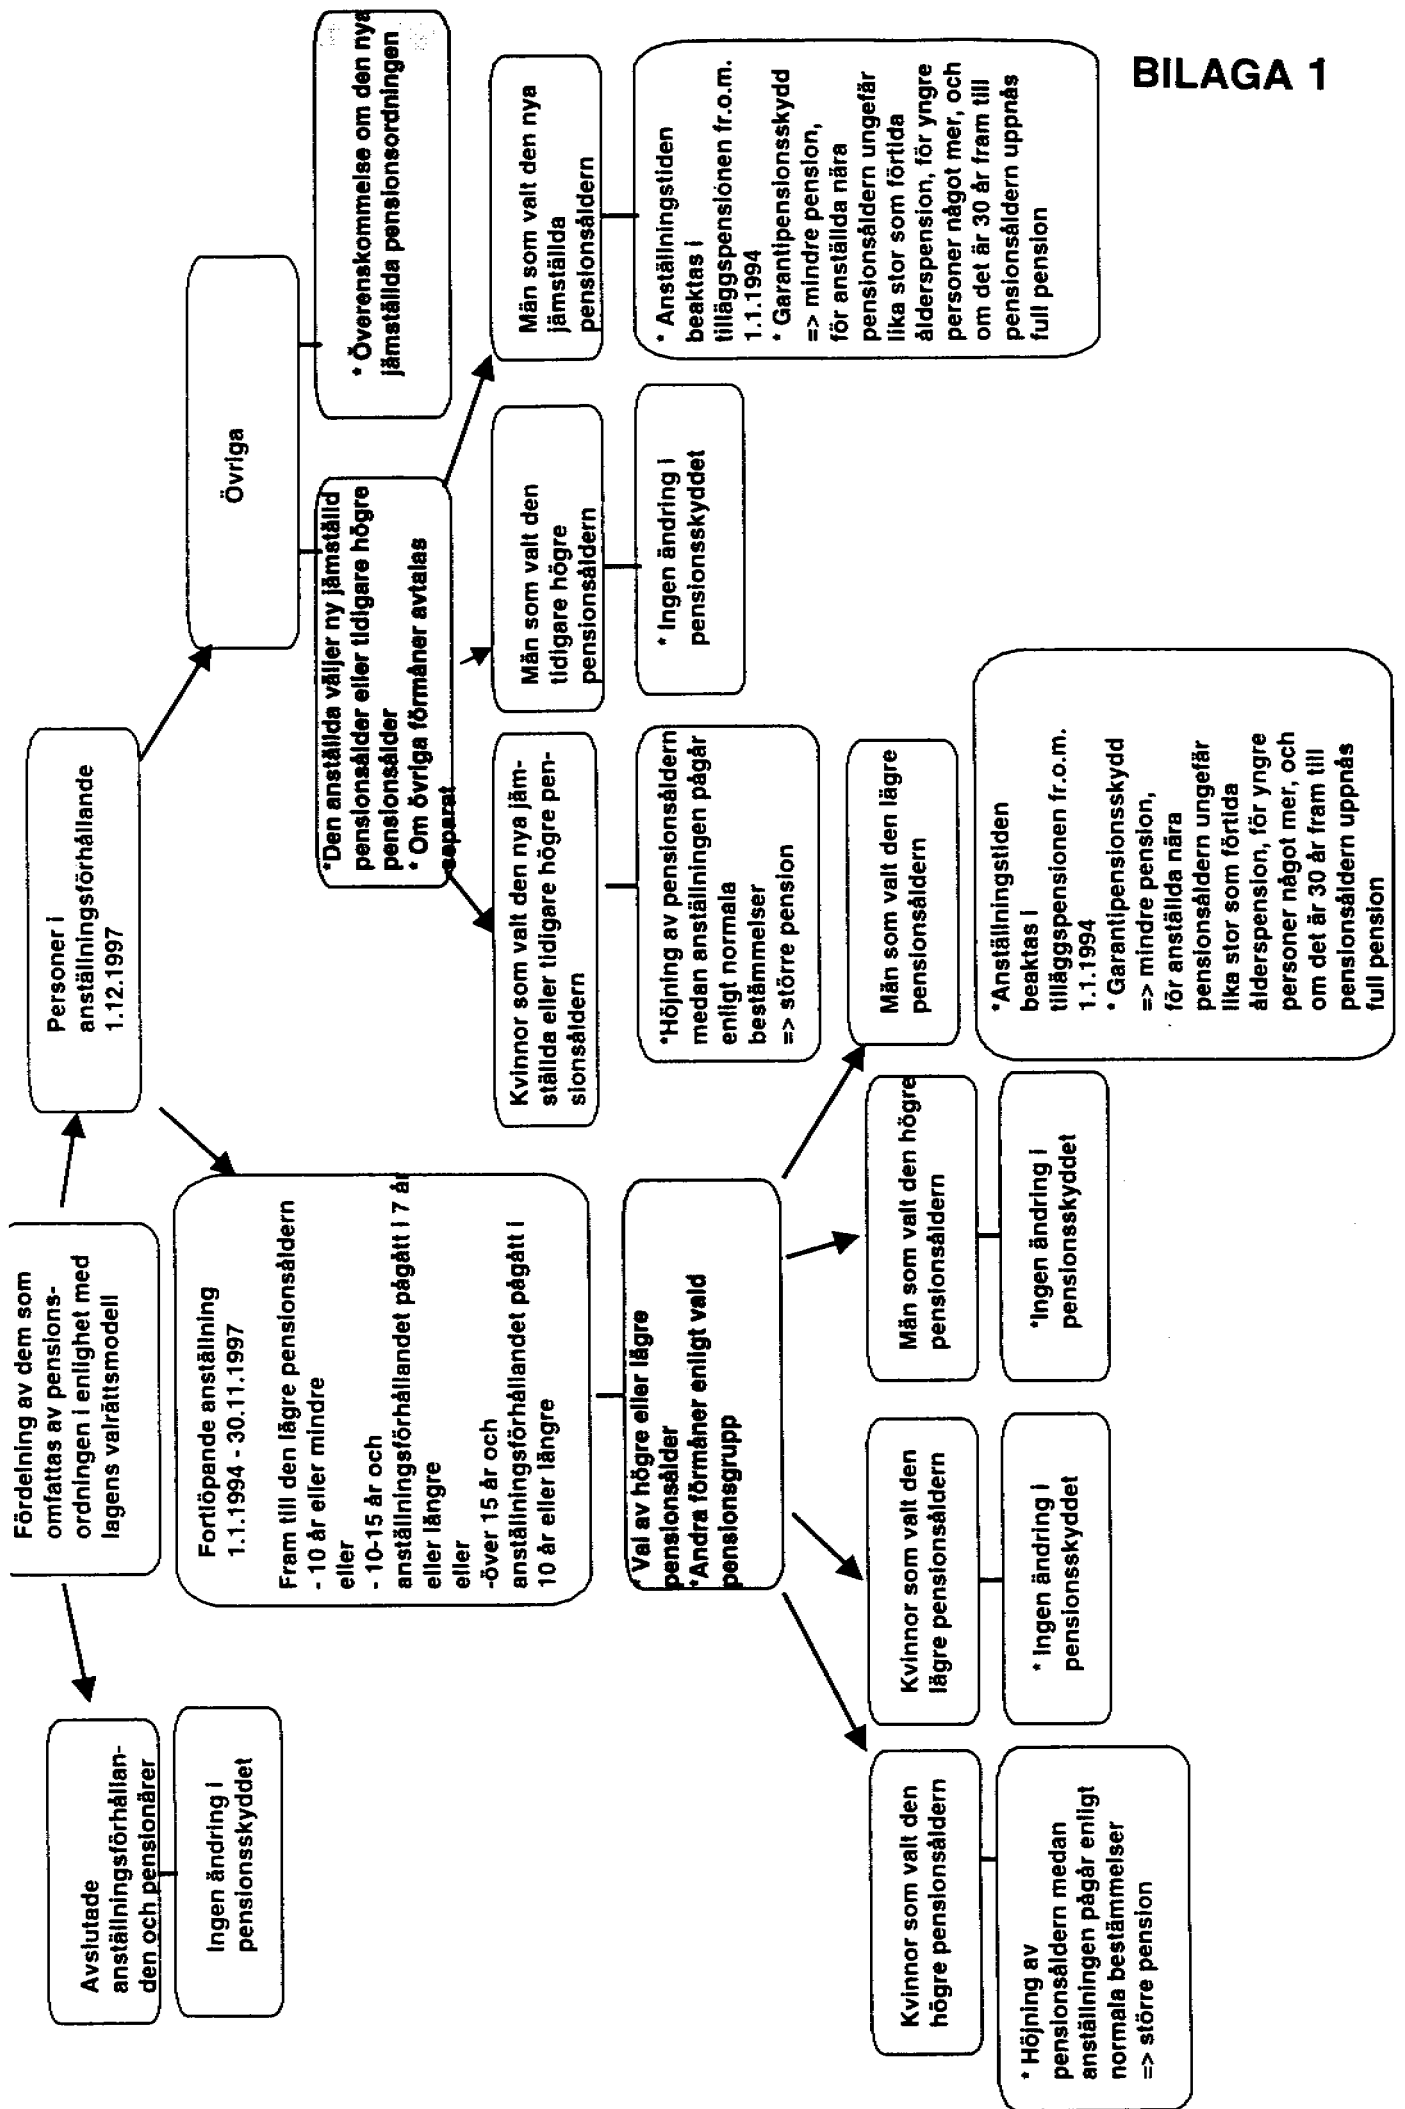 BILAGA 1
Fördelning av dem som
omfattas av pensions-
ordningen i enlighet med
lagens valrättsmodell
Avslutade
anställningsförhållan-
den och pensionärer
Ingen ändring i
pensionsskyddet
Personer i
anställningsförhållande
1.12.1997
Fortlöpande anställning
1.1.1994 - 30.11.1997
Fram till den lägre pensionsåldern
- 10 år eller mindre
eller
- 10-15 år och
anställningsförhållandet pågått i 7 år
eller längre
eller
-över 15 år och
anställningsförhållandet pågått i
10 år eller längre
* Val av högre eller lägre
pensionsålder
*Andra förmåner enligt vald
pensionsgrupp
Kvinnor som valt den
högre pensionsåldern
* Höjning av
pensionsåldern medan
anställningen pågår enligt
normala bestämmelser
=> större pension
Kvinnor som valt den
lägre pensionsåldern
* Ingen ändring i
pensionsskyddet
Män som valt den högre
pensionsåldern
*Ingen ändring i
pensionsskyddet
Män som valt den lägre
pensionsåldern
*Anställningstiden
beaktas i
tilläggspensionen fr.o.m.
1.1.1994
* Garantipensionsskydd
=> mindre pension,
för anställda nära
pensionsåldern ungefär
lika stor som förtida
ålderspension, för yngre
personer något mer, och
om det är 30 år fram till
pensionsåldern uppnås
full pension
Övriga
*Den anställda väljer ny jämställd
pensionsålder eller tidigare högre
pensionsålder
* Om övriga förmåner avtalas
separat
* Överenskommelse om den nya
jämställda pensionsordningen
Kvinnor som valt den nya jäm-
ställda eller tidigare högre pen-
sionsåldern
*Höjning av pensionsåldern
medan anställningen pågår
enligt normala
bestämmelser
=> större pension
Män som valt den
tidigare högre
pensionsåldern
* Ingen ändring i
pensionsskyddet
Män som valt den nya
jämställda
pensionsåldern
* Anställningstiden
beaktas i
tilläggspensionen fr.o.m.
1.1.1994
* Garantipensionsskydd
=> mindre pension,
för anställda nära
pensionsåldern ungefär
lika stor som förtida
ålderspension, för yngre
personer något mer, och
om det är 30 år fram till
pensionsåldern uppnås
full pension